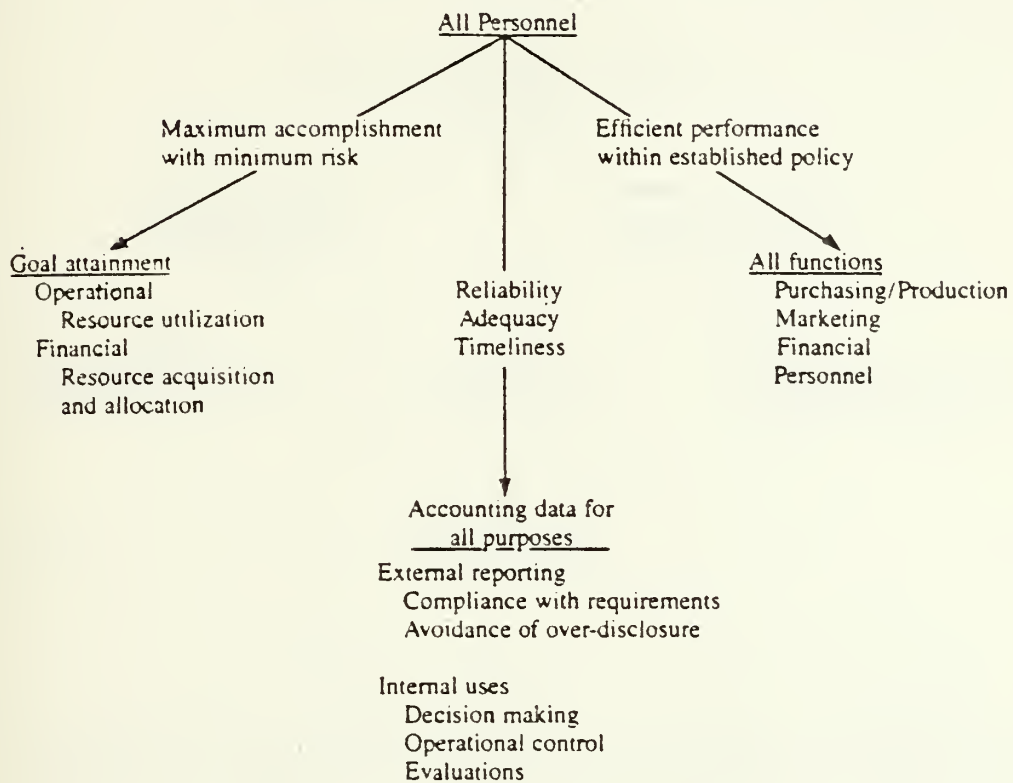 All Personnel
Maximum accomplishment
with minimum risk
Efficient performance
within established policy
Goal attainment
Operational
Resource utilization
Financial
Resource acquisition
and allocation
Reliability
Adequacy
Timeliness
All functions
Purchasing/Production
Marketing
Financial
Personnel
Accounting data for
all purposes
External reporting
Compliance with requirements
Avoidance of over-disclosure
Internal uses
Decision making
Operational control
Evaluations